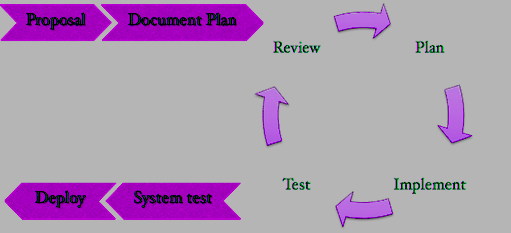 Proposal
Document Plan
Review
Plan
Test
Implement
Deploy
System test